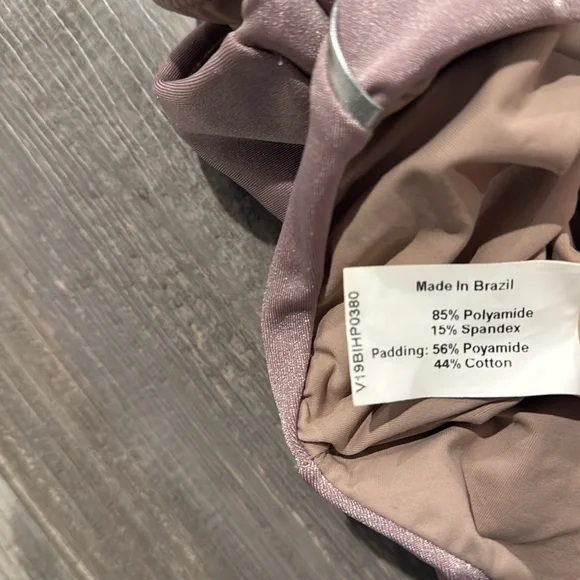 Made In Brazil
85% Polyamide
15% Spandex
Padding: 56% Poyamide
44% Cotton
V19BIHP0380